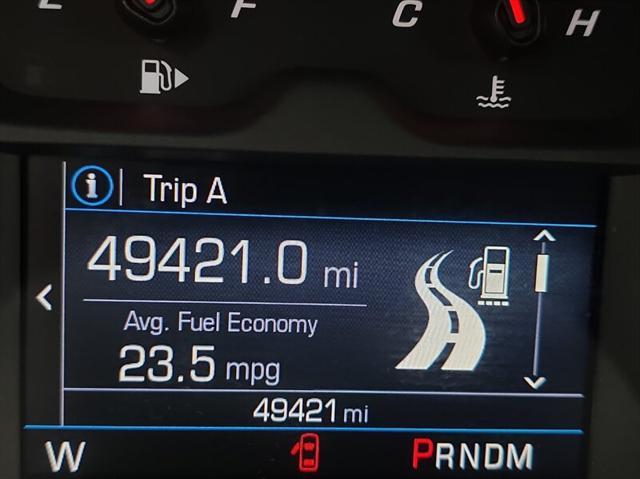 E F C H
Trip A
49421.0 mi
Avg. Fuel Economy
23.5 mpg
49421 mi
W PRNDM